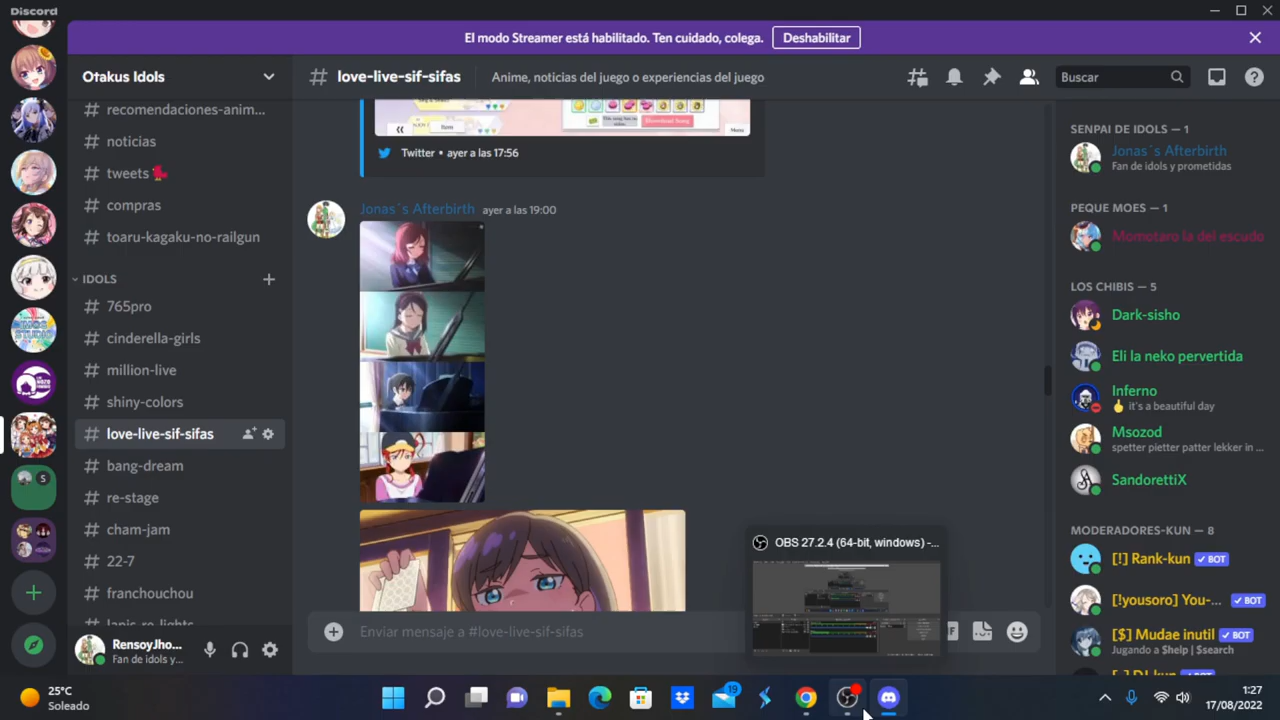 Discord
El modo Streamer está habilitado. Ten cuidado, colega.
Deshabilitar
Otakus Idols
love-live-sif-sifas
Anime, noticias del juego o experiencias del juego
Buscar
recomendaciones-anim...
noticias
tweets
compras
toaru-kagaku-no-railgun
IDOLS
765pro
cinderella-girls
million-live
shiny-colors
love-live-sif-sifas
bang-dream
re-stage
cham-jam
22-7
franchouchou
S
RensoyJho...
Fan de idols y...
Item
Download Song
Menu
Twitter • ayer a las 17:56
Jonas´s Afterbirth ayer a las 19:00
Enviar mensaje a #love-live-sif-sifas
OBS 27.2.4 (64-bit, windows) -...
SENPAI DE IDOLS — 1
Jonas´s Afterbirth
Fan de idols y prometidas
PEQUE MOES — 1
Momotaro la del escudo
LOS CHIBIS — 5
Dark-sisho
Eli la neko pervertida
Inferno
it's a beautiful day
Msozod
spetter pietter patter lekker in ...
SandorettiX
MODERADORES-KUN — 8
[!] Rank-kun ✓ BOT
[!yousoro] You-... ✓ BOT
[$] Mudae inutil ✓ BOT
Jugando a $help | $search
25°C
Soleado
19
1:27
17/08/2022